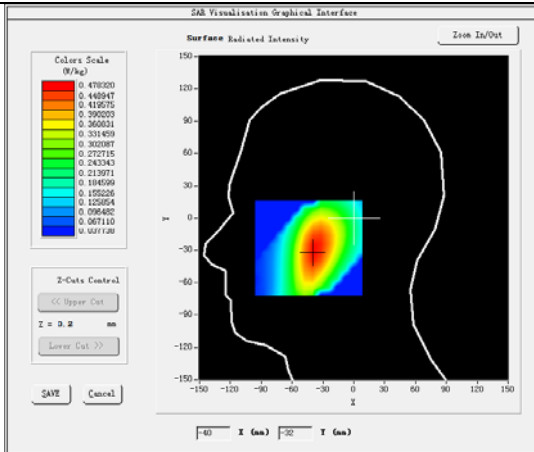 SAR Visualisation Graphical Interface
Surface Radiated Intensity
Zoom In/Out
Colors Scale
(W/kg)
0.478320
0.448947
0.419575
0.390203
0.360831
0.331459
0.302087
0.272715
0.243343
0.213971
0.184599
0.155226
0.125854
0.096482
0.067110
0.037738
150
120
90
60
30
0
-30
-60
-90
-120
-150
Y
-150 -120 -90 -60 -30 0 30 60 90 120 150
X
Z-Cuts Control
<< Upper Cut
Z = 3.2 mm
Lower Cut >>
SAVE Cancel
-40 X (mm) -32 Y (mm)